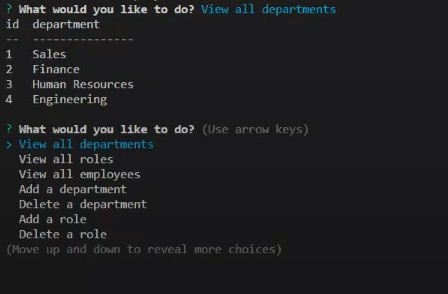 ? What would you like to do? View all departments
id department
-- ---------------
1 Sales
2 Finance
3 Human Resources
4 Engineering
? What would you like to do? (Use arrow keys)
> View all departments
View all roles
View all employees
Add a department
Delete a department
Add a role
Delete a role
(Move up and down to reveal more choices)